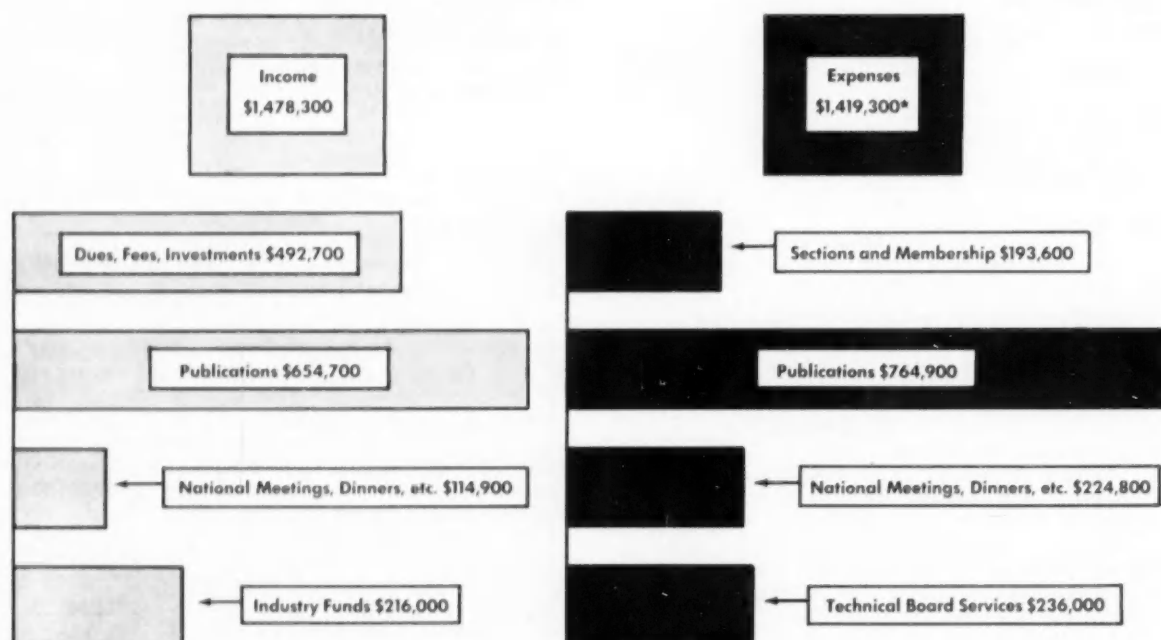 Income
$1,478,300
Expenses
$1,419,300*
Dues, Fees, Investments $492,700
Sections and Membership $193,600
Publications $654,700
Publications $764,900
National Meetings, Dinners, etc. $114,900
National Meetings, Dinners, etc. $224,800
Industry Funds $216,000
Technical Board Services $236,000